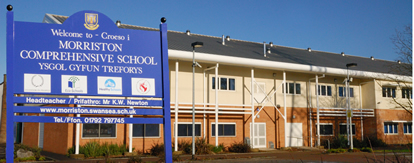 Welcome to - Croeso i
MORRISTON
COMPREHENSIVE SCHOOL
YSGOL GYFUN TREFORYS
Headteacher / Prifathro: Mr K.W. Newton
www.morriston.swansea.sch.uk
Tel./Ffon. 01792 797745